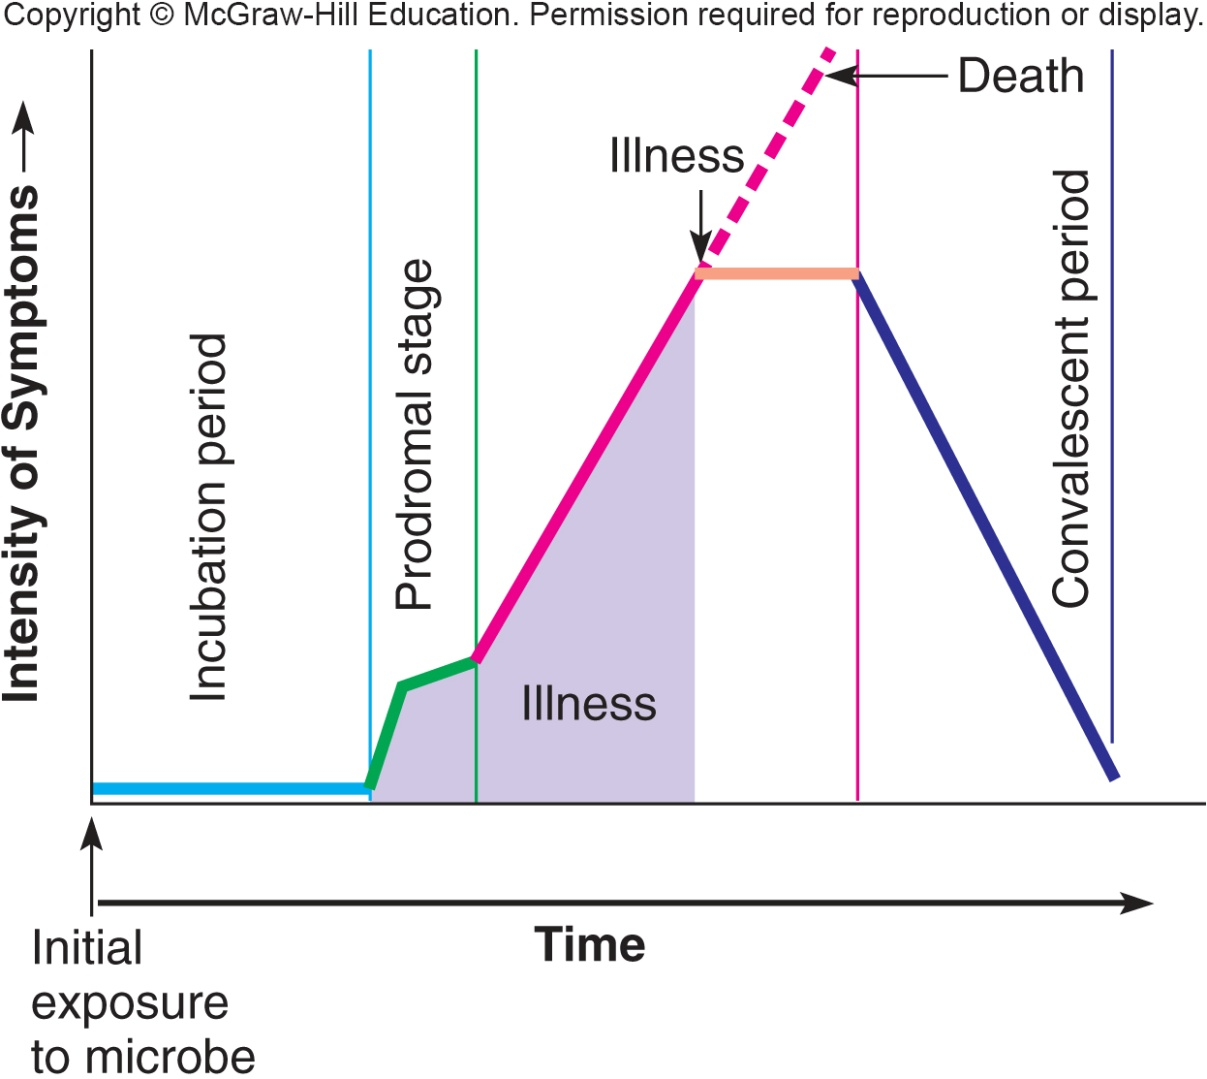 Copyright © McGraw-Hill Education. Permission required for reproduction or display.
Death
Illness
Intensity of Symptoms
Incubation period
Prodromal stage
Convalescent period
Illness
Initial
exposure
to microbe
Time